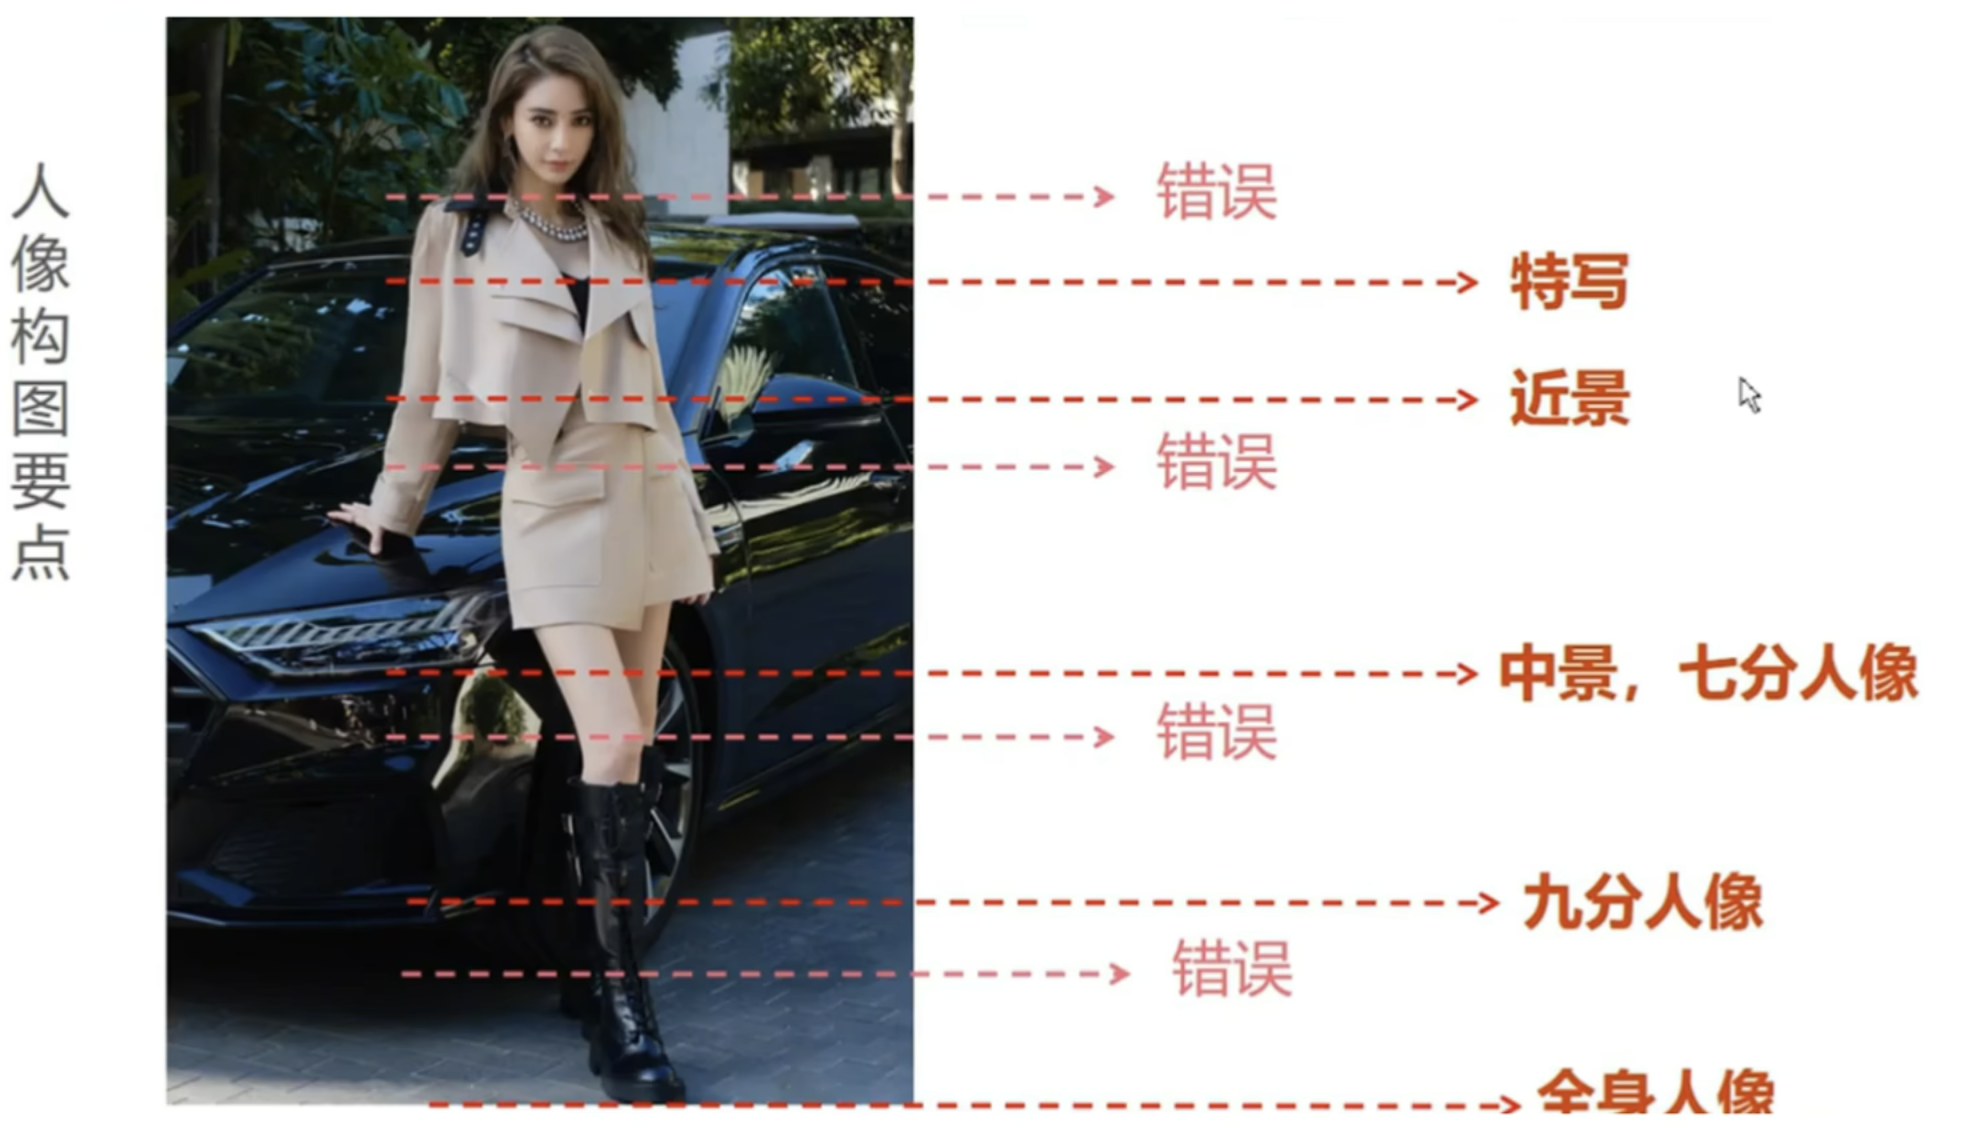 人像构图要点
错误
特写
近景
错误
中景，七分人像
错误
九分人像
错误
全身人像